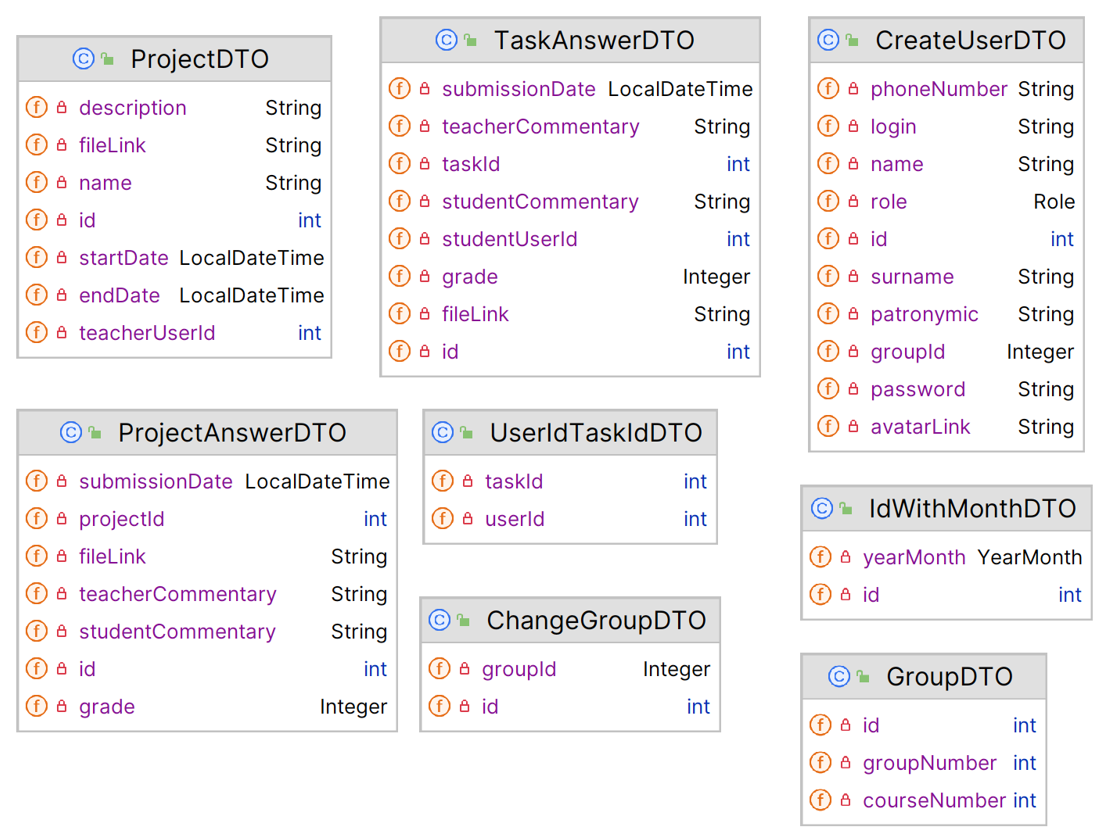 ProjectDTO
description String
fileLink String
name String
id int
startDate LocalDateTime
endDate LocalDateTime
teacherUserId int
TaskAnswerDTO
submissionDate LocalDateTime
teacherCommentary String
taskId int
studentCommentary String
studentUserId int
grade Integer
fileLink String
id int
CreateUserDTO
phoneNumber String
login String
name String
role Role
id int
surname String
patronymic String
groupId Integer
password String
avatarLink String
ProjectAnswerDTO
submissionDate LocalDateTime
projectId int
fileLink String
teacherCommentary String
studentCommentary String
id int
grade Integer
UserIdTaskIdDTO
taskId int
userId int
ChangeGroupDTO
groupId Integer
id int
IdWithMonthDTO
yearMonth YearMonth
id int
GroupDTO
id int
groupNumber int
courseNumber int